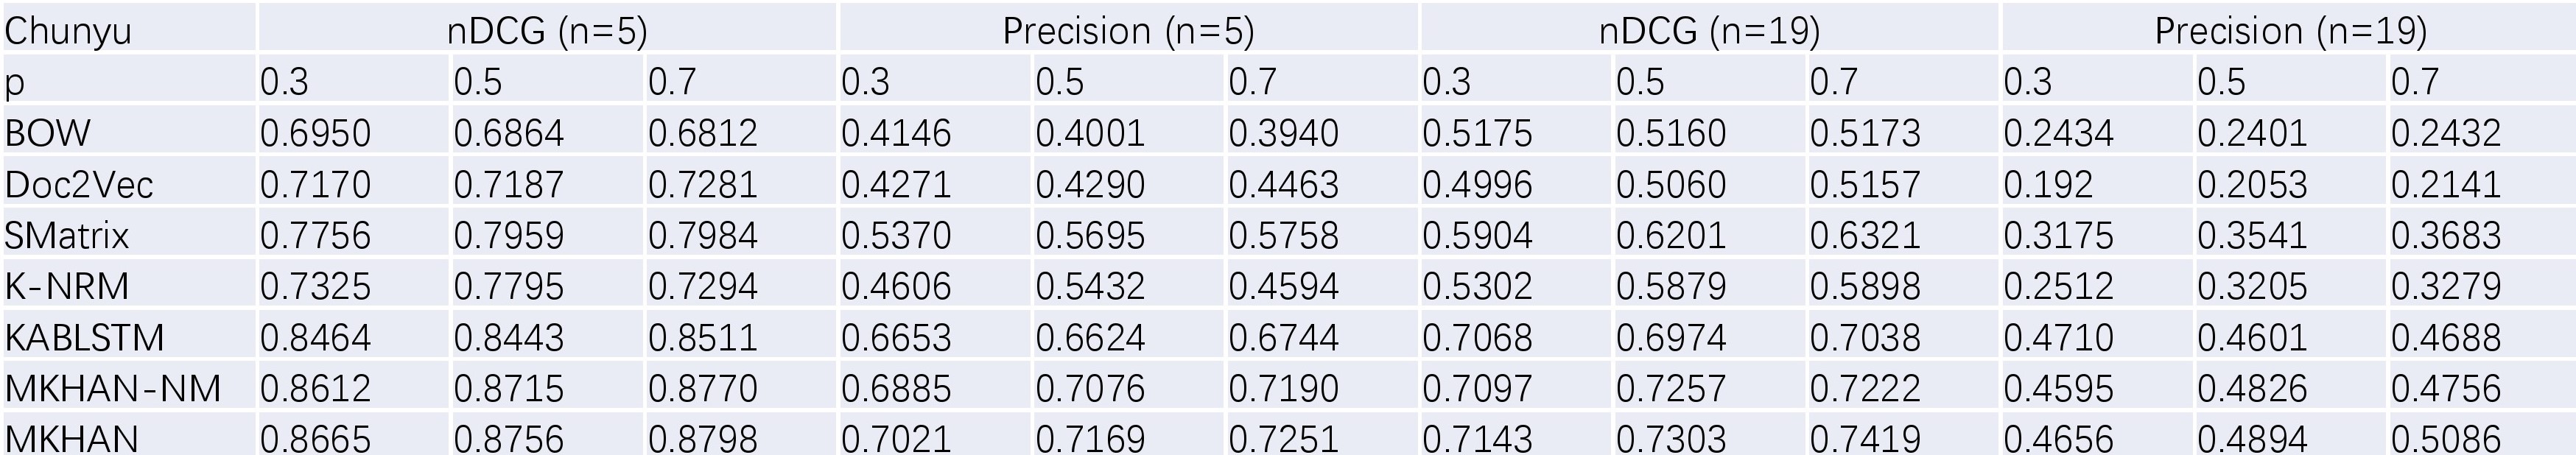 Chunyu nDCG (n=5) Precision (n=5) nDCG (n=19) Precision (n=19)
p 0.3 0.5 0.7 0.3 0.5 0.7 0.3 0.5 0.7 0.3 0.5 0.7
BOW 0.6950 0.6864 0.6812 0.4146 0.4001 0.3940 0.5175 0.5160 0.5173 0.2434 0.2401 0.2432
Doc2Vec 0.7170 0.7187 0.7281 0.4271 0.4290 0.4463 0.4996 0.5060 0.5157 0.192 0.2053 0.2141
SMatrix 0.7756 0.7959 0.7984 0.5370 0.5695 0.5758 0.5904 0.6201 0.6321 0.3175 0.3541 0.3683
K-NRM 0.7325 0.7795 0.7294 0.4606 0.5432 0.4594 0.5302 0.5879 0.5898 0.2512 0.3205 0.3279
KABLSTM 0.8464 0.8443 0.8511 0.6653 0.6624 0.6744 0.7068 0.6974 0.7038 0.4710 0.4601 0.4688
MKHAN-NM 0.8612 0.8715 0.8770 0.6885 0.7076 0.7190 0.7097 0.7257 0.7222 0.4595 0.4826 0.4756
MKHAN 0.8665 0.8756 0.8798 0.7021 0.7169 0.7251 0.7143 0.7303 0.7419 0.4656 0.4894 0.5086